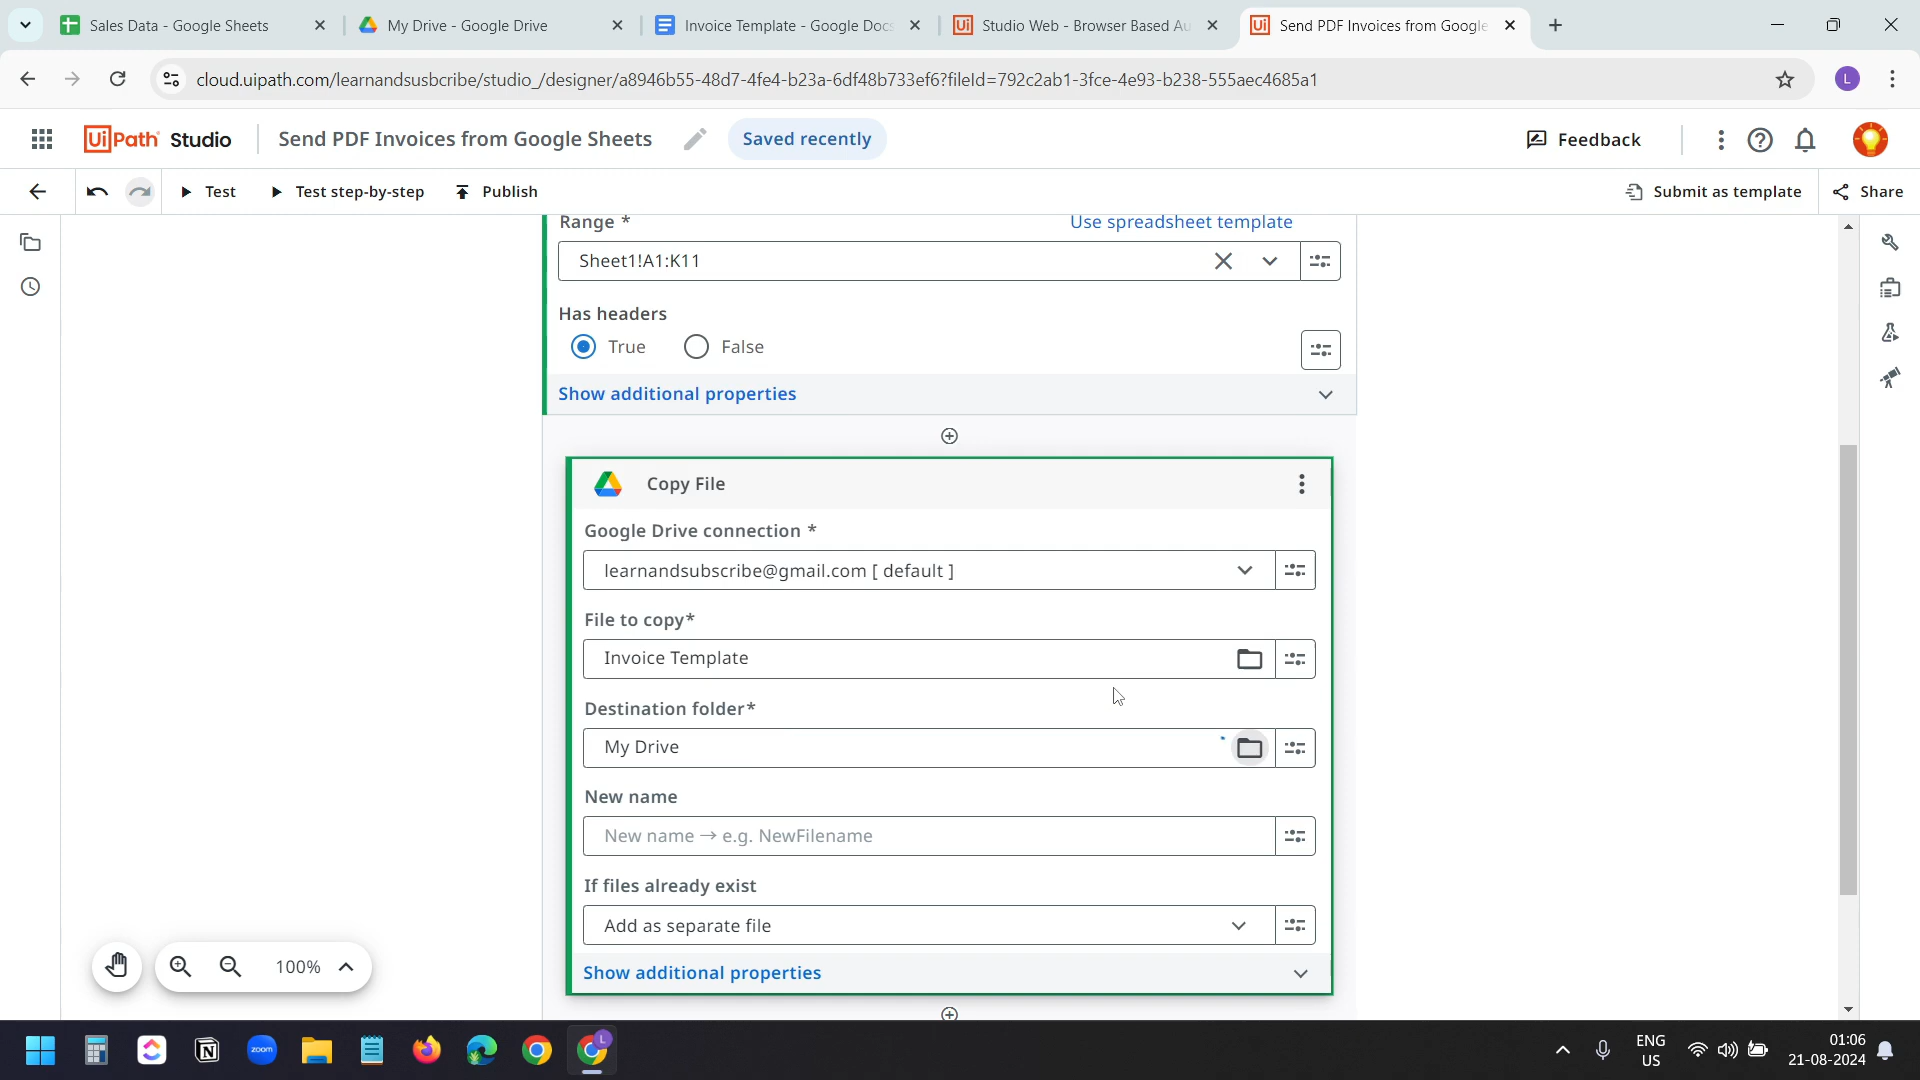 Sales Data - Google Sheets
My Drive - Google Drive
Invoice Template - Google Docs
Studio Web - Browser Based Au
Send PDF Invoices from Google
cloud.uipath.com/learnandsusbcribe/studio_/designer/a8946b55-48d7-4fe4-b23a-6df48b733ef6?fileId=792c2ab1-3fce-4e93-b238-555aec4685a1
L
UiPath Studio
Send PDF Invoices from Google Sheets
Saved recently
Feedback
Test
Test step-by-step
Publish
Submit as template
Share
Range *
Use spreadsheet template
Sheet1!A1:K11
Has headers
True
False
Show additional properties
Copy File
Google Drive connection *
learnandsubscribe@gmail.com [ default ]
File to copy*
Invoice Template
Destination folder*
My Drive
New name
New name → e.g. NewFilename
If files already exist
Add as separate file
Show additional properties
100%
zoom
L
ENG
US
01:06
21-08-2024